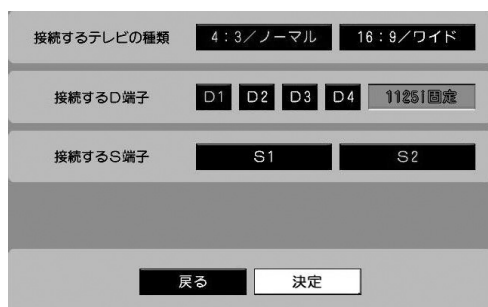 接続するテレビの種類 4：3／ノーマル 16：9／ワイド
接続するD端子 D1 D2 D3 D4 1125i固定
接続するS端子 S1 S2
戻る 決定